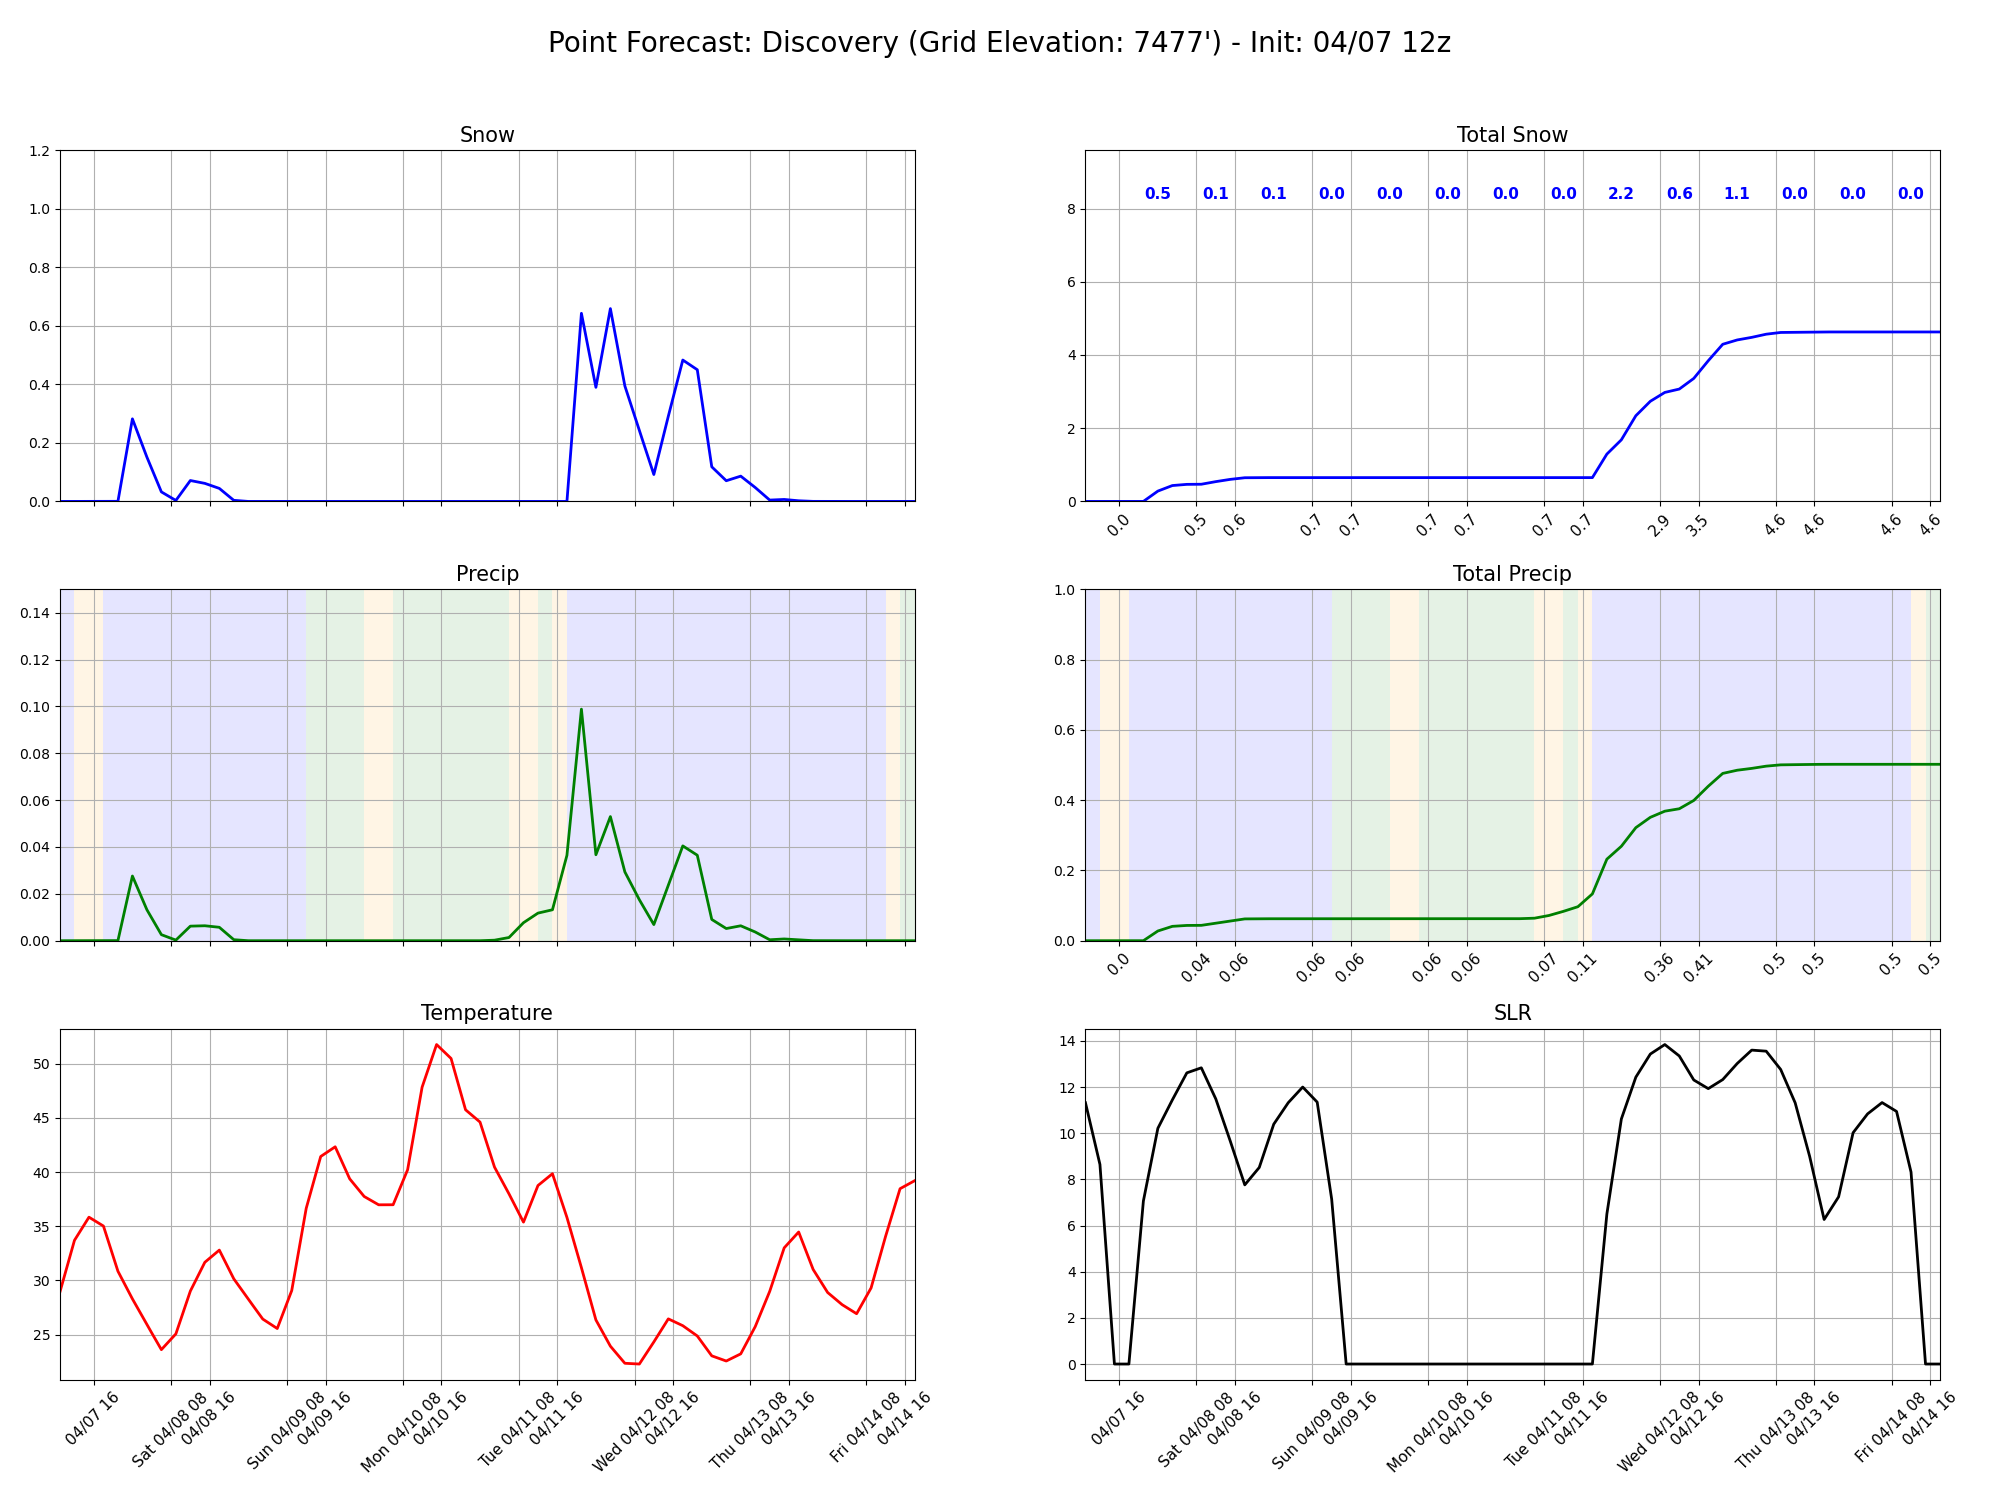 Point Forecast: Discovery (Grid Elevation: 7477') - Init: 04/07 12z
Snow
1.2
1.0
0.8
0.6
0.4
0.2
0.0
Total Snow
0.5 0.1 0.1 0.0 0.0 0.0 0.0 0.0 2.2 0.6 1.1 0.0 0.0 0.0
8
6
4
2
0
0.0 0.5 0.6 0.7 0.7 0.7 0.7 0.7 0.7 2.9 3.5 4.6 4.6 4.6 4.6
Precip
0.14
0.12
0.10
0.08
0.06
0.04
0.02
0.00
Total Precip
1.0
0.8
0.6
0.4
0.2
0.0
0.0 0.04 0.06 0.06 0.06 0.06 0.06 0.07 0.11 0.36 0.41 0.5 0.5 0.5 0.5
Temperature
50
45
40
35
30
25
04/07 16
Sat 04/08 08
04/08 16
Sun 04/09 08
04/09 16
Mon 04/10 08
04/10 16
Tue 04/11 08
04/11 16
Wed 04/12 08
04/12 16
Thu 04/13 08
04/13 16
Fri 04/14 08
04/14 16
SLR
14
12
10
8
6
4
2
0
04/07 16
Sat 04/08 08
04/08 16
Sun 04/09 08
04/09 16
Mon 04/10 08
04/10 16
Tue 04/11 08
04/11 16
Wed 04/12 08
04/12 16
Thu 04/13 08
04/13 16
Fri 04/14 08
04/14 16